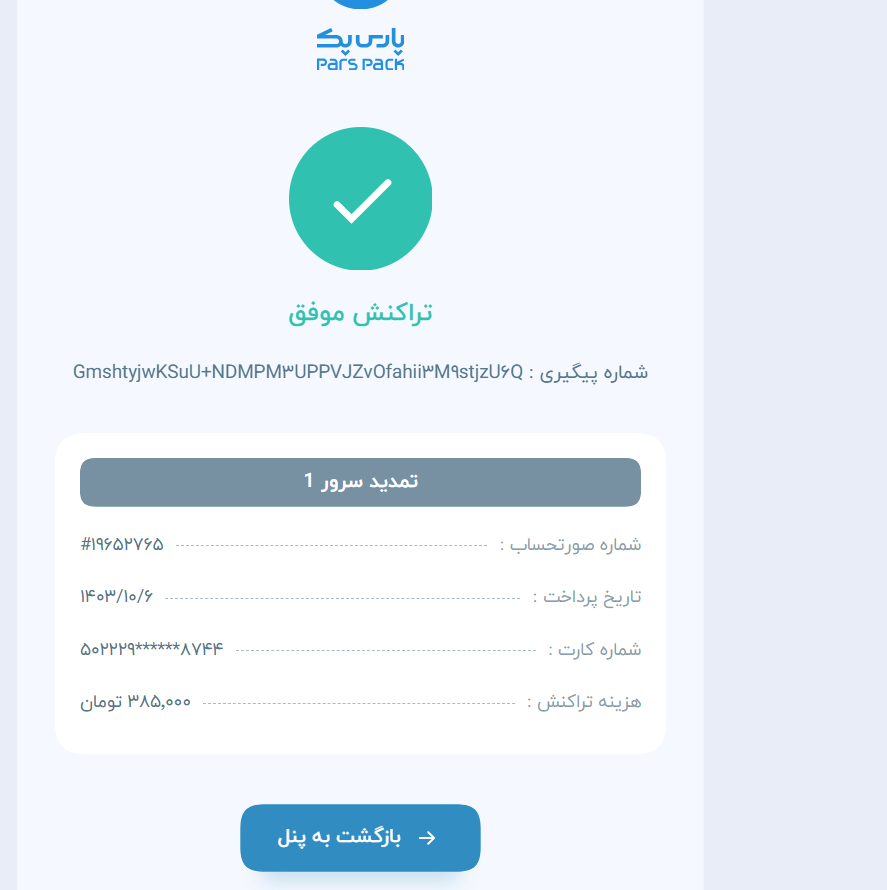 پارس پک
Pars Pack
تراکنش موفق
شماره پیگیری : GmshtyjwKSuU+NDMPM۳UPPVJZvOfahii۳M۹stjzU۶Q
تمدید سرور 1
شماره صورتحساب : #۱۹۶۵۲۷۶۵
تاریخ پرداخت : ۱۴۰۳/۱۰/۶
شماره کارت : ۵۰۲۲۲۹******۸۷۴۴
هزینه تراکنش : ۳۸۵,۰۰۰ تومان
بازگشت به پنل